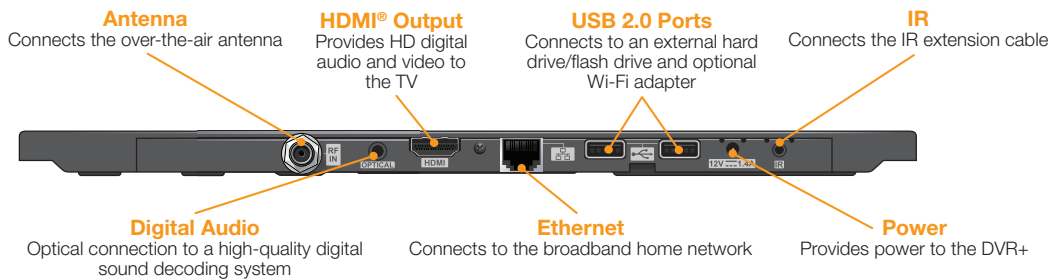 Antenna
Connects the over-the-air antenna
HDMI® Output
Provides HD digital
audio and video to
the TV
USB 2.0 Ports
Connects to an external hard
drive/flash drive and optional
Wi-Fi adapter
IR
Connects the IR extension cable
RF
IN
OPTICAL
HDMI
12V 1.4A
IR
Digital Audio
Optical connection to a high-quality digital
sound decoding system
Ethernet
Connects to the broadband home network
Power
Provides power to the DVR+